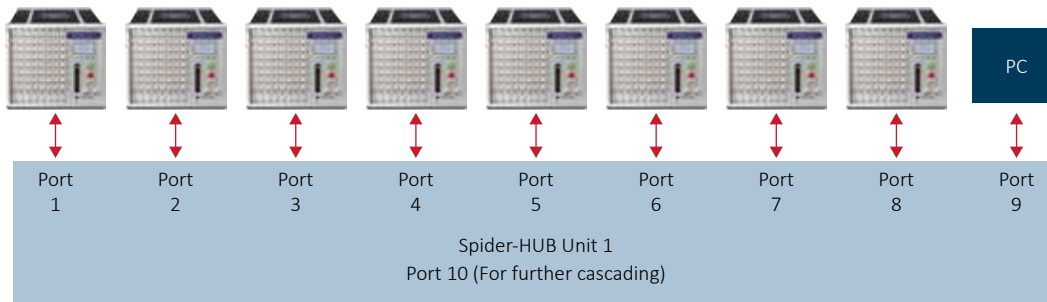 PC
Port
1
Port
2
Port
3
Port
4
Port
5
Port
6
Port
7
Port
8
Port
9
Spider-HUB Unit 1
Port 10 (For further cascading)